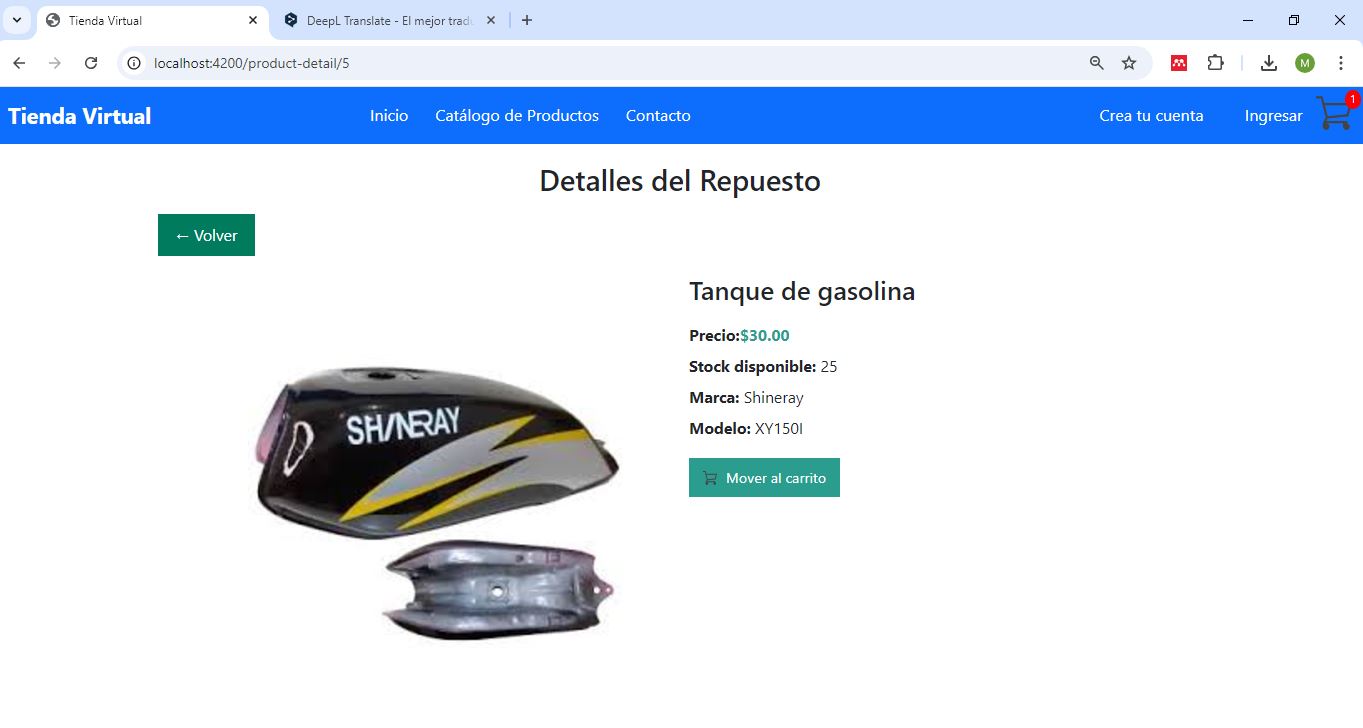 Tienda Virtual
DeepL Translate - El mejor tradu
localhost:4200/product-detail/5
M
Tienda Virtual
Inicio
Catálogo de Productos
Contacto
Crea tu cuenta
Ingresar
1
Detalles del Repuesto
← Volver
Tanque de gasolina
Precio:$30.00
Stock disponible: 25
Marca: Shineray
Modelo: XY150I
Mover al carrito
SHINERAY